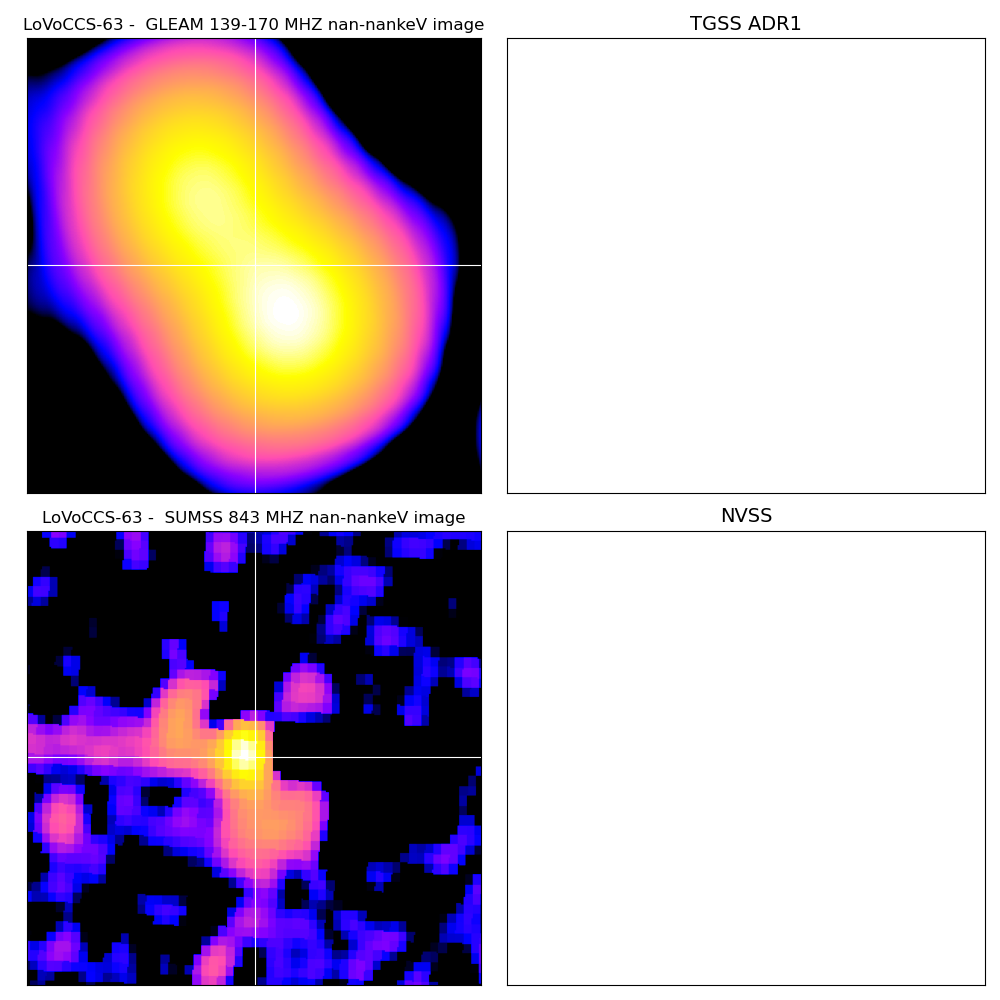 LoVoCCS-63 -  GLEAM 139-170 MHZ nan-nankeV image
TGSS ADR1
LoVoCCS-63 -  SUMSS 843 MHZ nan-nankeV image
NVSS